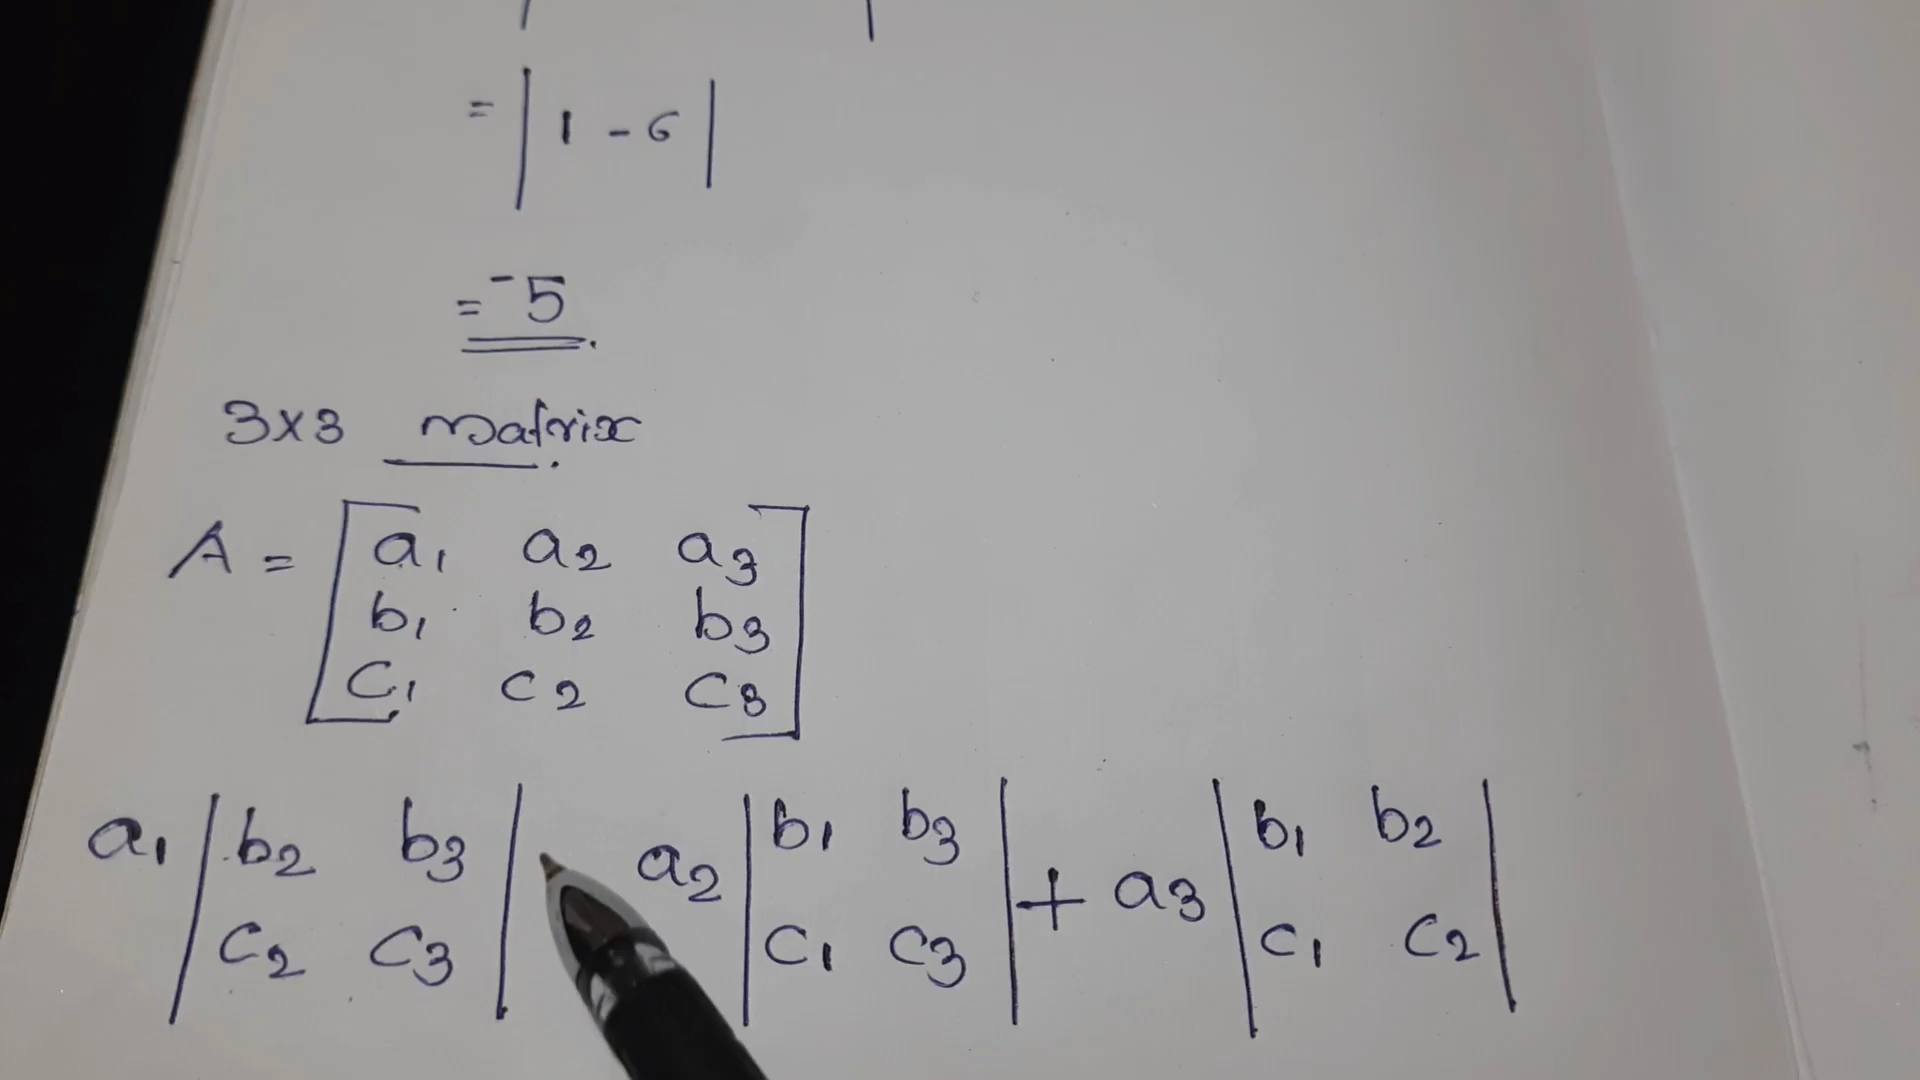 = | 1 - 6 |
= -5
3x3 matrix
A = [ a1 a2 a3
b1 b2 b3
c1 c2 c3 ]
a1 | b2 b3 | a2 | b1 b3 | + a3 | b1 b2 |
| c2 c3 | | c1 c3 | | c1 c2 |